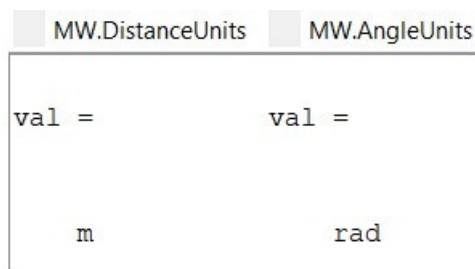 MW.DistanceUnits MW.AngleUnits
val = val =
m rad